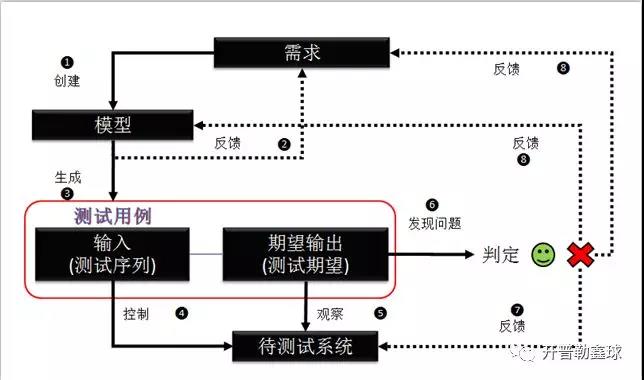 需求
❶
创建
反馈 ❽
模型
反馈 ❷
反馈
❽
生成
❸
测试用例
❻
发现问题
输入
(测试序列)
期望输出
(测试期望)
判定
控制 ❹
观察 ❺
❼
反馈
待测试系统
开普勒鑫球